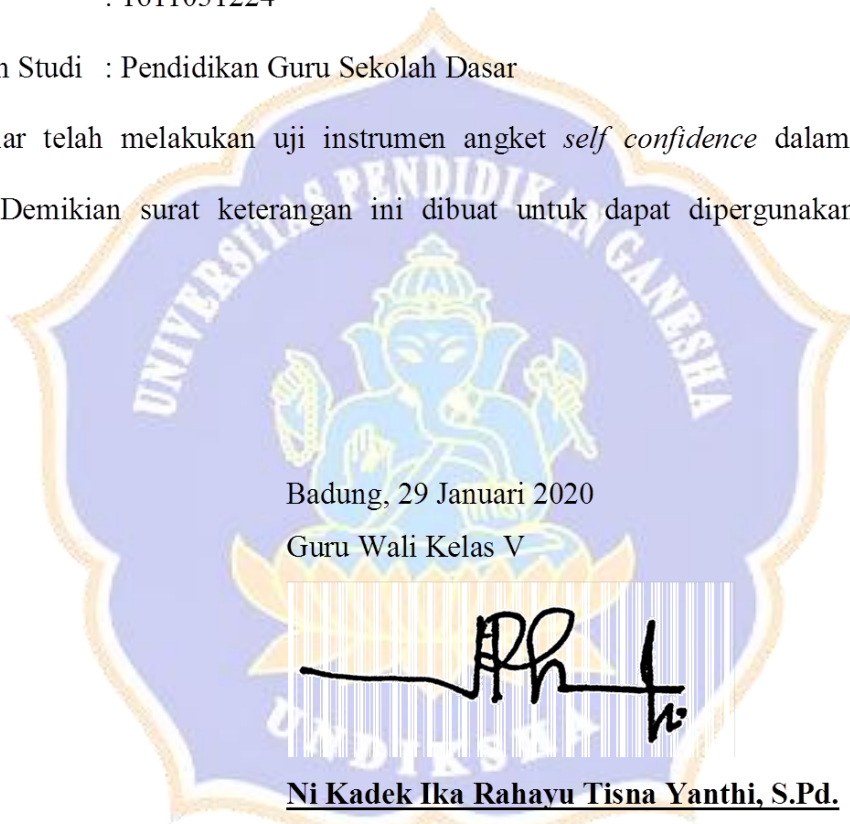 : 1611031224
n Studi : Pendidikan Guru Sekolah Dasar
ar telah melakukan uji instrumen angket self confidence dalam
Demikian surat keterangan ini dibuat untuk dapat dipergunakan
UNIVERSITAS PENDIDIKAN GANESHA
Badung, 29 Januari 2020
Guru Wali Kelas V
UNDIKSHA
Ni Kadek Ika Rahayu Tisna Yanthi, S.Pd.